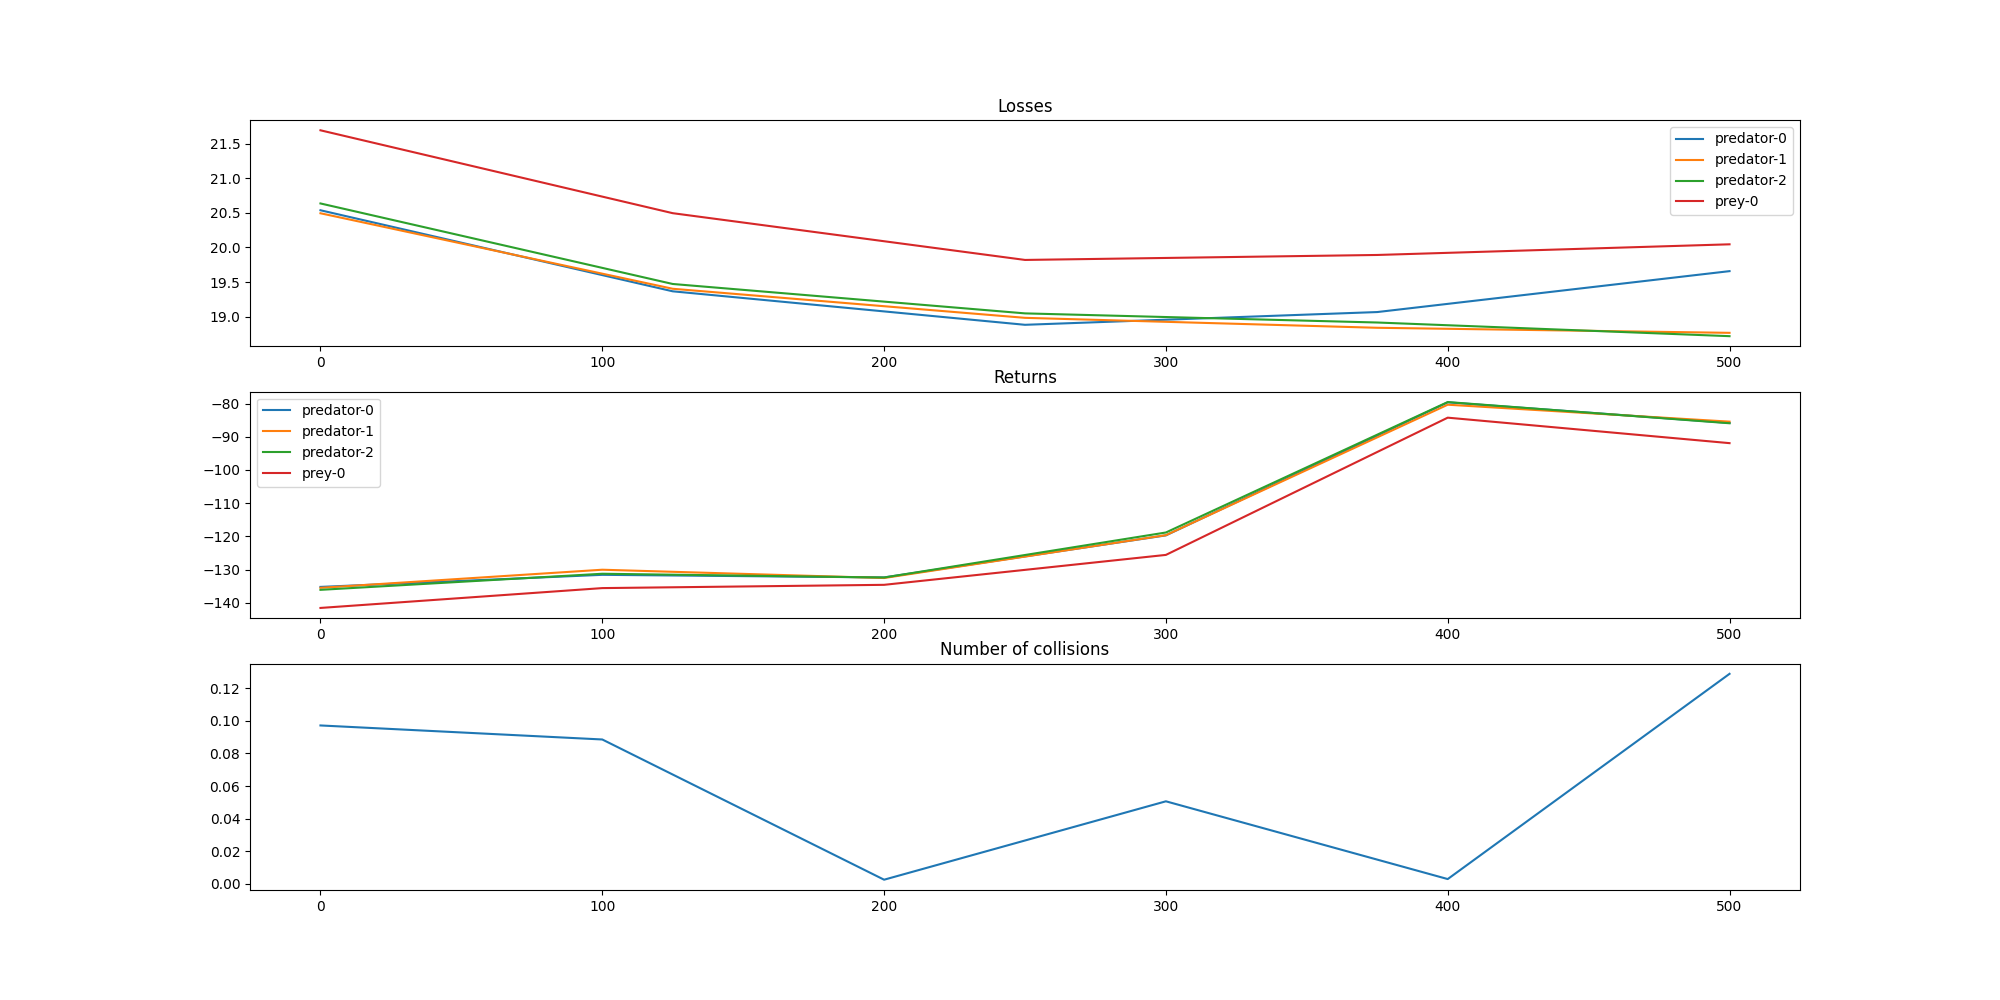 Losses
21.5
21.0
20.5
20.0
19.5
19.0
predator-0
predator-1
predator-2
prey-0
0 100 200 300 400 500
Returns
−80
−90
−100
−110
−120
−130
−140
predator-0
predator-1
predator-2
prey-0
0 100 200 300 400 500
Number of collisions
0.12
0.10
0.08
0.06
0.04
0.02
0.00
0 100 200 300 400 500